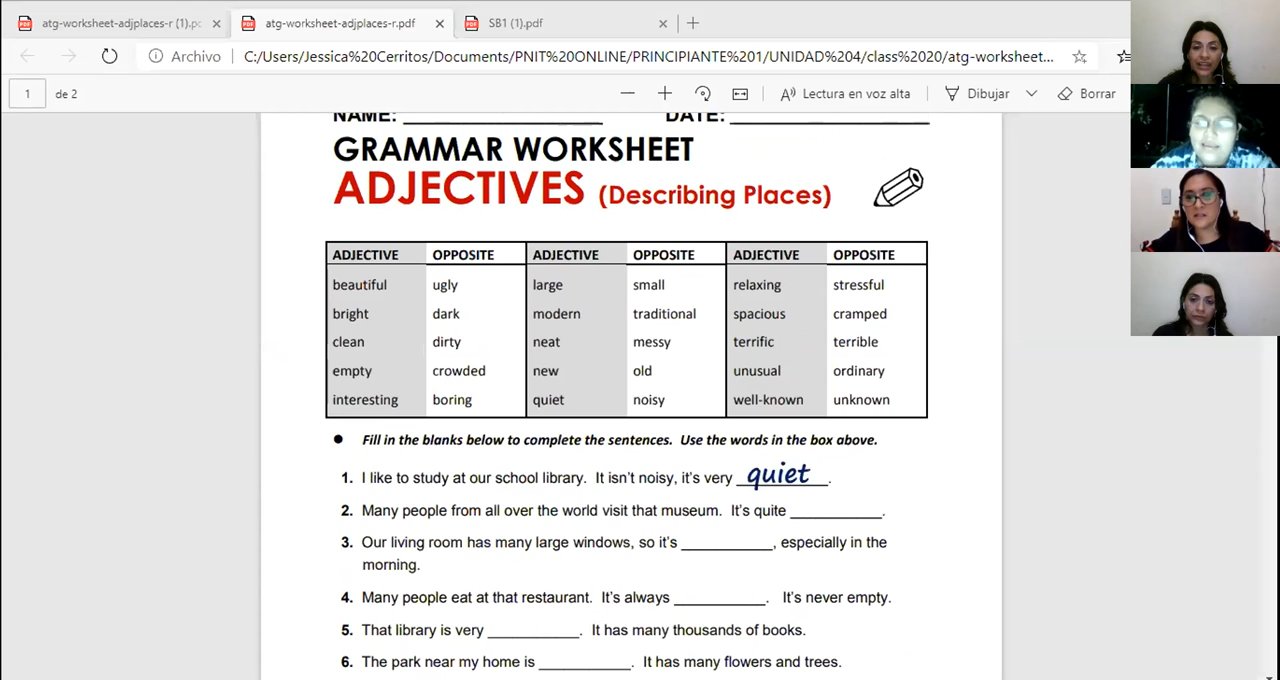 atg-worksheet-adjplaces-r (1).pc
atg-worksheet-adjplaces-r.pdf
SB1 (1).pdf
Archivo
C:/Users/Jessica%20Cerritos/Documents/PNIT%20ONLINE/PRINCIPIANTE%201/UNIDAD%204/class%2020/atg-worksheet...
1 de 2
Lectura en voz alta
Dibujar
Borrar
NAME: ____________ DATE: ____________
GRAMMAR WORKSHEET
ADJECTIVES (Describing Places)
ADJECTIVE OPPOSITE ADJECTIVE OPPOSITE ADJECTIVE OPPOSITE
beautiful ugly large small relaxing stressful
bright dark modern traditional spacious cramped
clean dirty neat messy terrific terrible
empty crowded new old unusual ordinary
interesting boring quiet noisy well-known unknown
● Fill in the blanks below to complete the sentences. Use the words in the box above.
1. I like to study at our school library. It isn't noisy, it's very quiet.
2. Many people from all over the world visit that museum. It's quite ___________.
3. Our living room has many large windows, so it's ___________, especially in the
morning.
4. Many people eat at that restaurant. It's always ___________. It's never empty.
5. That library is very ___________. It has many thousands of books.
6. The park near my home is ___________. It has many flowers and trees.